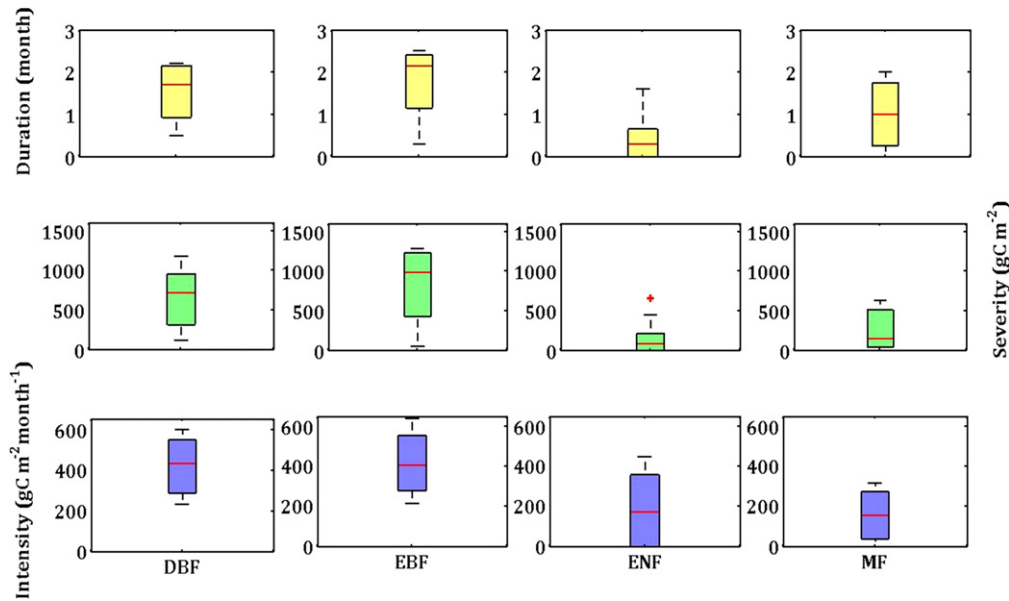 Duration (month)
3 3 3 3
2 2 2 2
1 1 1 1
0 0 0 0
Severity (gC m⁻²)
1500 1500 1500 1500
1000 1000 1000 1000
500 500 500 500
0 0 0 0
Intensity (gC m⁻² month⁻¹)
600 600 600 600
400 400 400 400
200 200 200 200
0 0 0 0
DBF EBF ENF MF